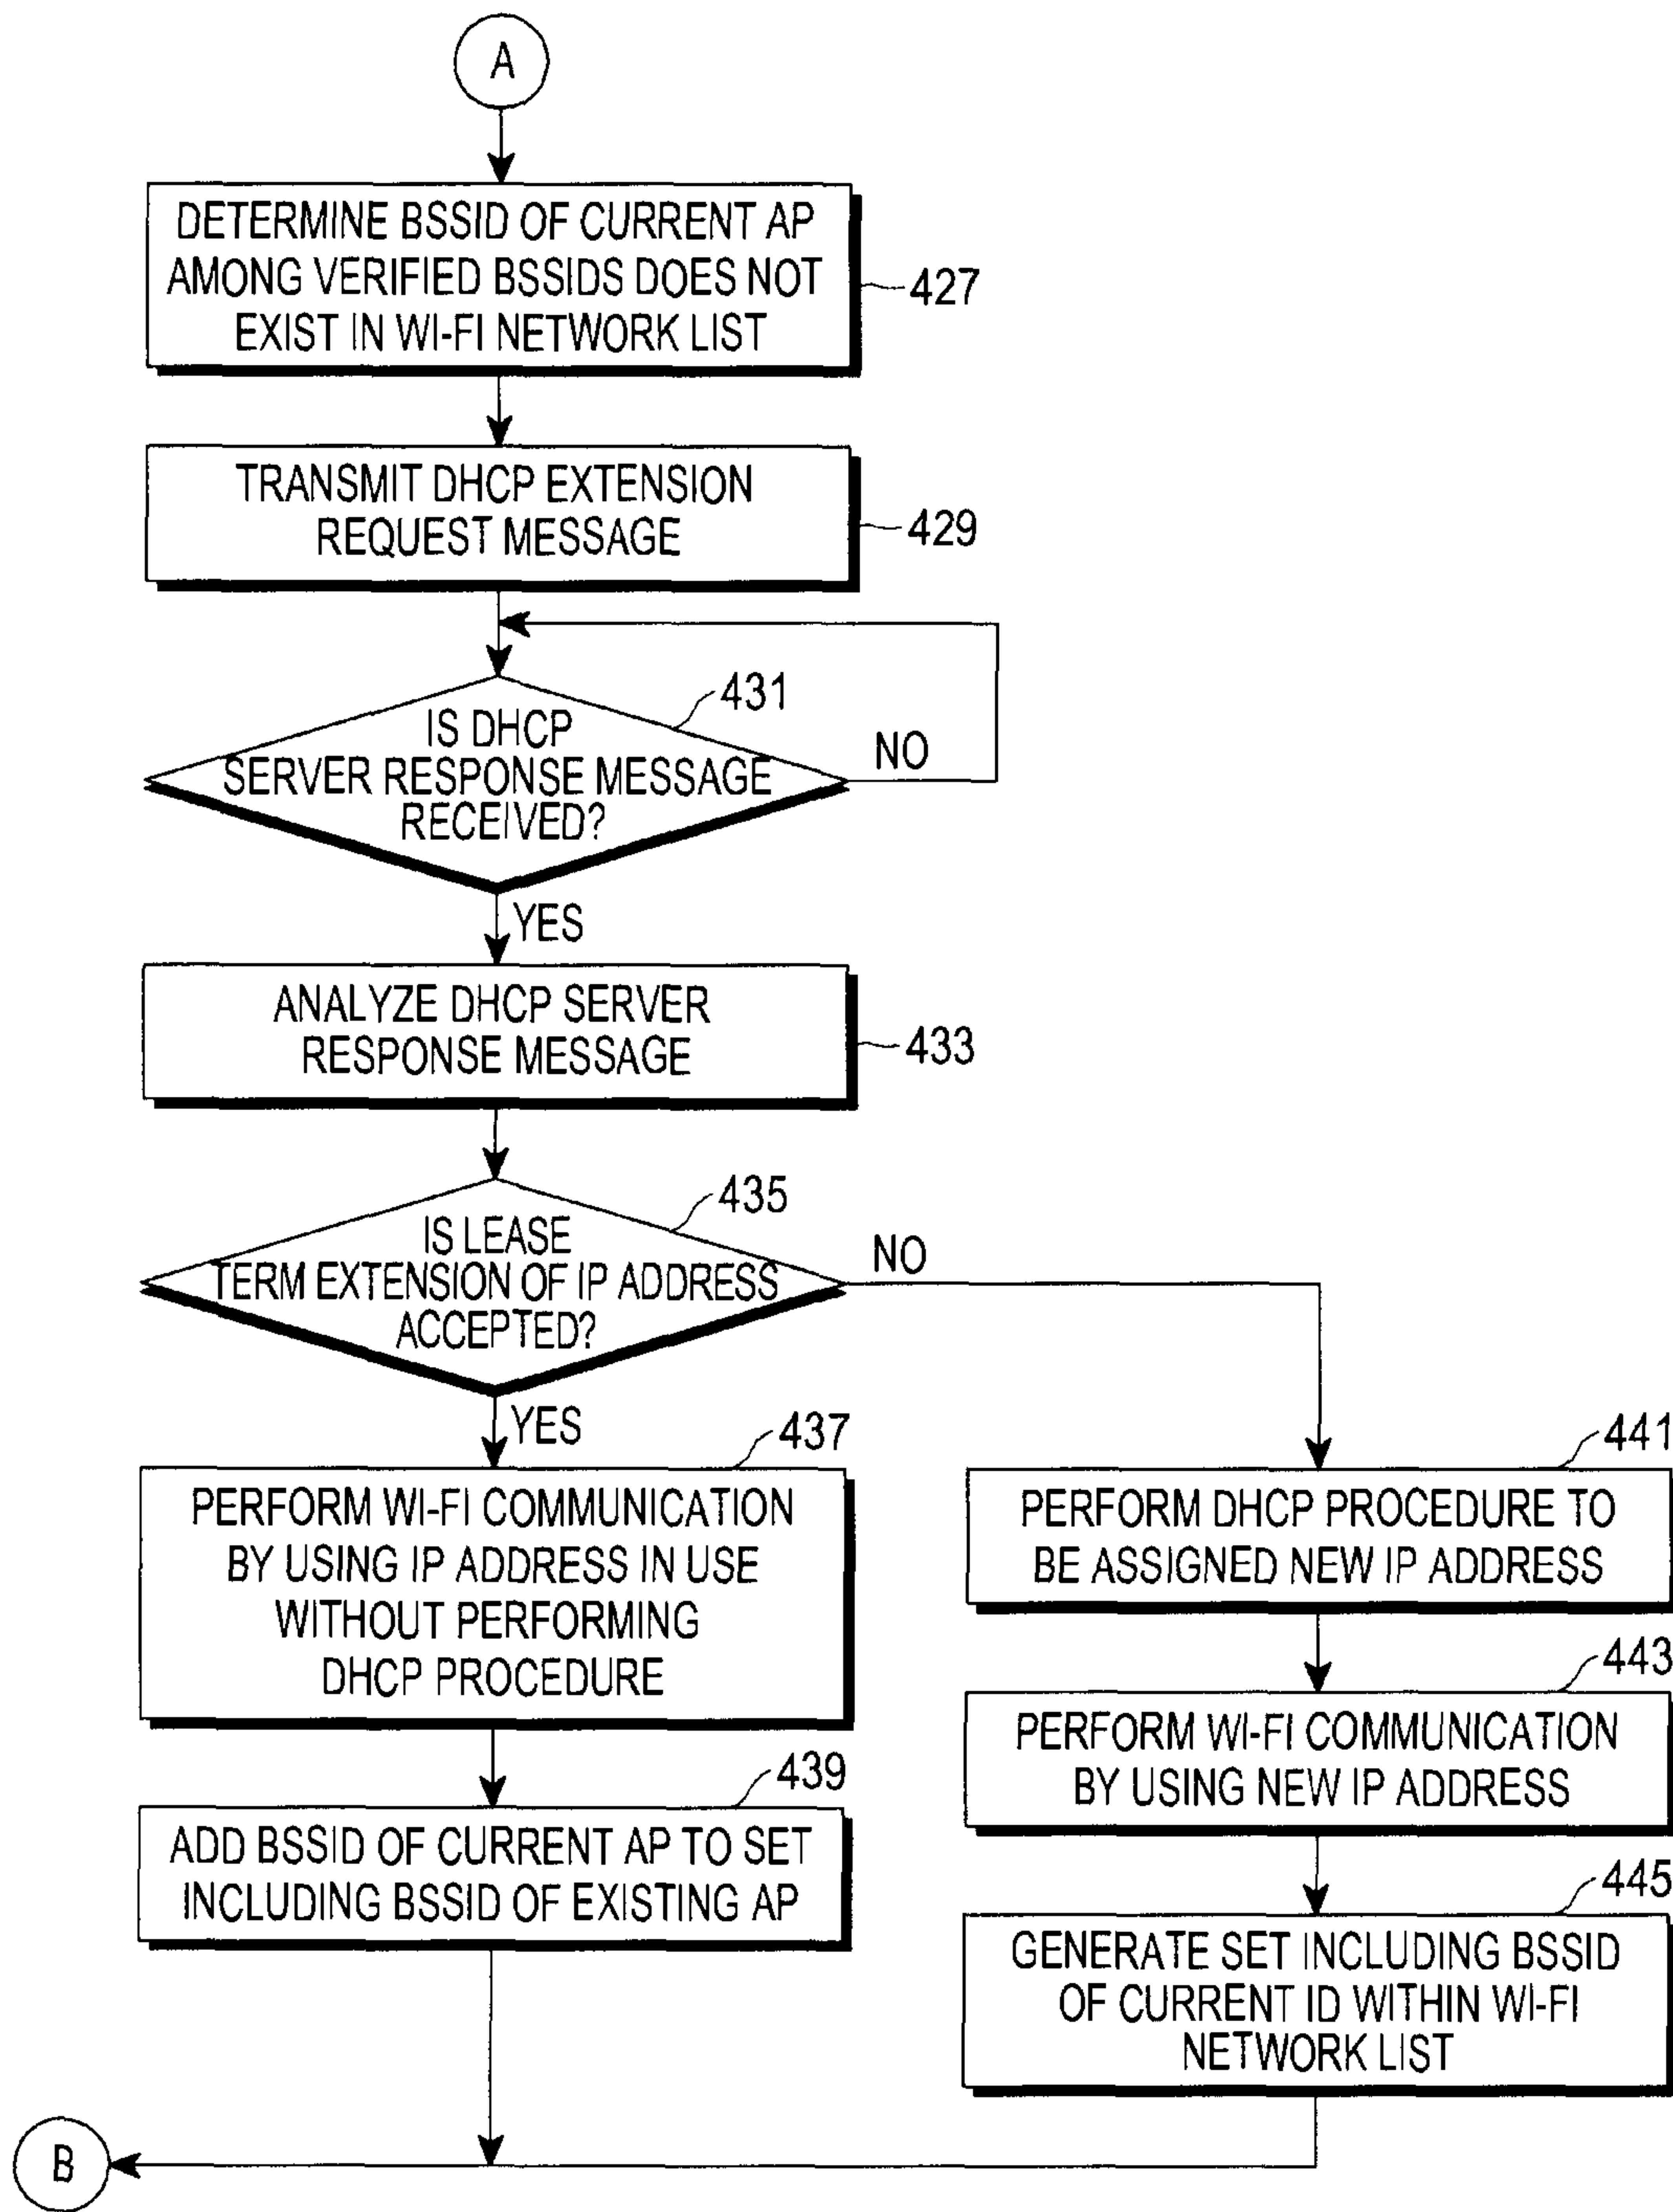 A
DETERMINE BSSID OF CURRENT AP
AMONG VERIFIED BSSIDS DOES NOT
EXIST IN WI-FI NETWORK LIST
427
TRANSMIT DHCP EXTENSION
REQUEST MESSAGE
429
431
IS DHCP
SERVER RESPONSE MESSAGE
RECEIVED?
NO
YES
ANALYZE DHCP SERVER
RESPONSE MESSAGE
433
435
IS LEASE
TERM EXTENSION OF IP ADDRESS
ACCEPTED?
NO
YES
437
PERFORM WI-FI COMMUNICATION
BY USING IP ADDRESS IN USE
WITHOUT PERFORMING
DHCP PROCEDURE
439
ADD BSSID OF CURRENT AP TO SET
INCLUDING BSSID OF EXISTING AP
441
PERFORM DHCP PROCEDURE TO
BE ASSIGNED NEW IP ADDRESS
443
PERFORM WI-FI COMMUNICATION
BY USING NEW IP ADDRESS
445
GENERATE SET INCLUDING BSSID
OF CURRENT ID WITHIN WI-FI
NETWORK LIST
B